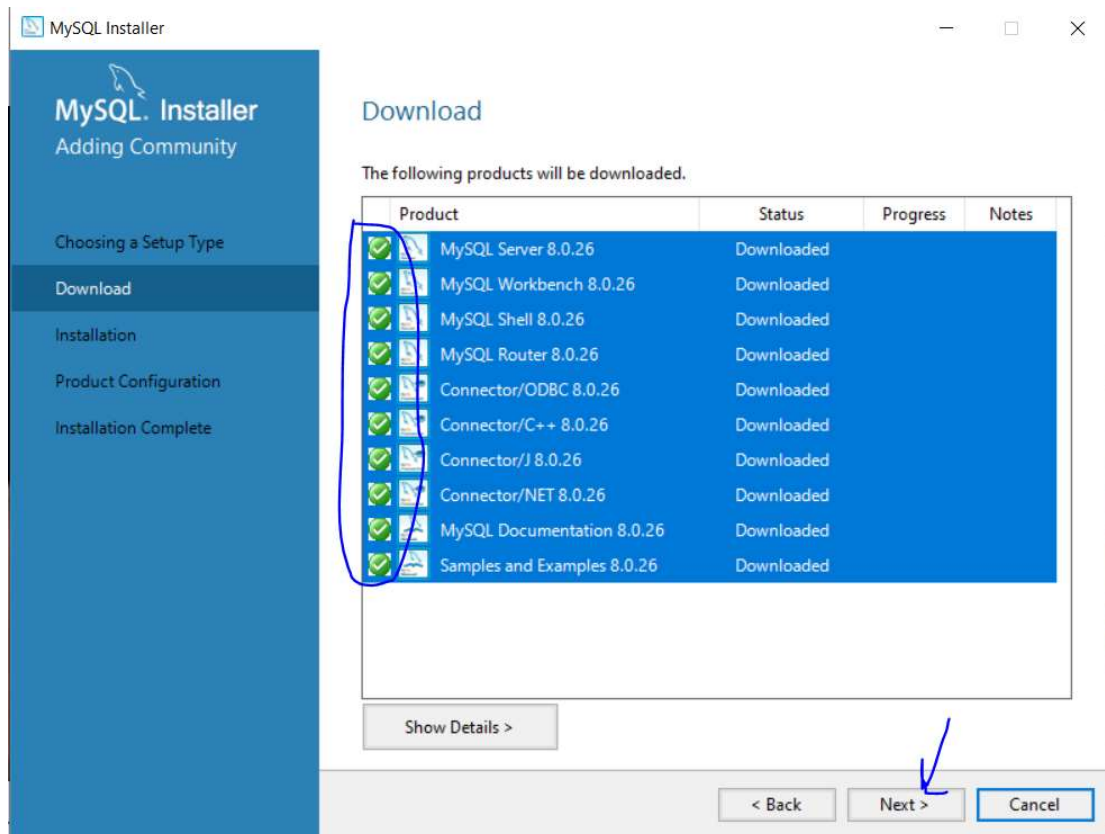 MySQL Installer
MySQL. Installer
Adding Community
Choosing a Setup Type
Download
Installation
Product Configuration
Installation Complete
Download
The following products will be downloaded.
Product Status Progress Notes
MySQL Server 8.0.26 Downloaded
MySQL Workbench 8.0.26 Downloaded
MySQL Shell 8.0.26 Downloaded
MySQL Router 8.0.26 Downloaded
Connector/ODBC 8.0.26 Downloaded
Connector/C++ 8.0.26 Downloaded
Connector/J 8.0.26 Downloaded
Connector/NET 8.0.26 Downloaded
MySQL Documentation 8.0.26 Downloaded
Samples and Examples 8.0.26 Downloaded
Show Details >
< Back Next > Cancel